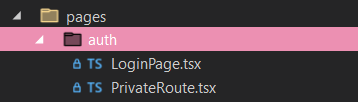 pages
auth
TS LoginPage.tsx
TS PrivateRoute.tsx